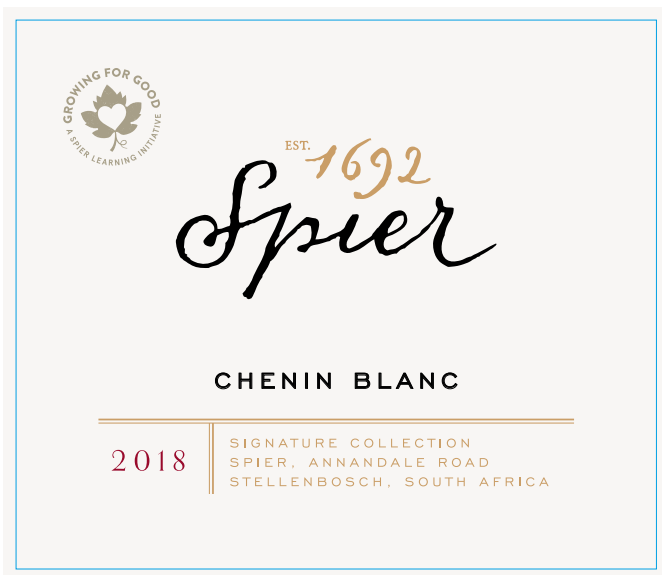 GROWING FOR GOOD
A SPIER LEARNING INITIATIVE
EST. 1692
Spier
CHENIN BLANC
2018
SIGNATURE COLLECTION
SPIER, ANNANDALE ROAD
STELLENBOSCH, SOUTH AFRICA